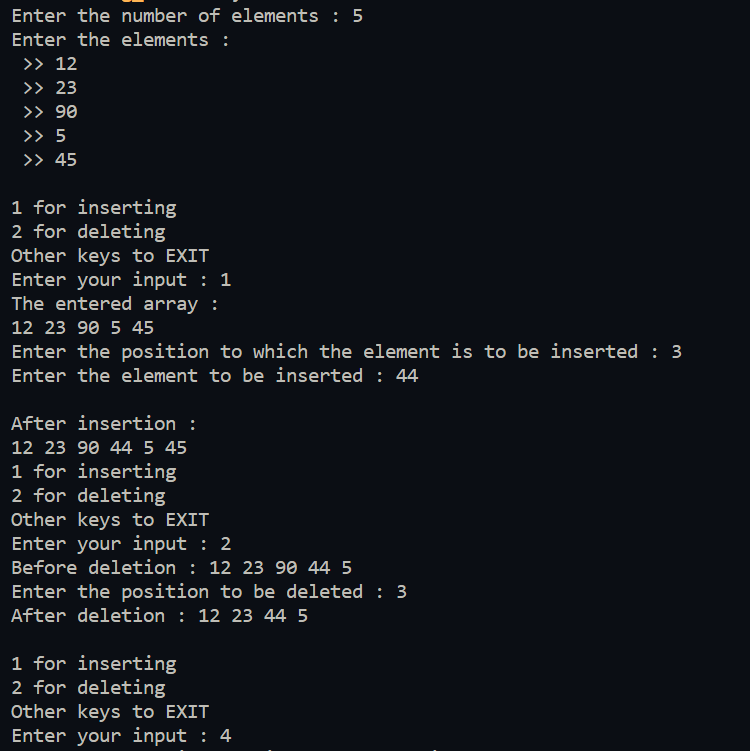 Enter the number of elements : 5
Enter the elements :
>> 12
>> 23
>> 90
>> 5
>> 45
1 for inserting
2 for deleting
Other keys to EXIT
Enter your input : 1
The entered array :
12 23 90 5 45
Enter the position to which the element is to be inserted : 3
Enter the element to be inserted : 44
After insertion :
12 23 90 44 5 45
1 for inserting
2 for deleting
Other keys to EXIT
Enter your input : 2
Before deletion : 12 23 90 44 5
Enter the position to be deleted : 3
After deletion : 12 23 44 5
1 for inserting
2 for deleting
Other keys to EXIT
Enter your input : 4